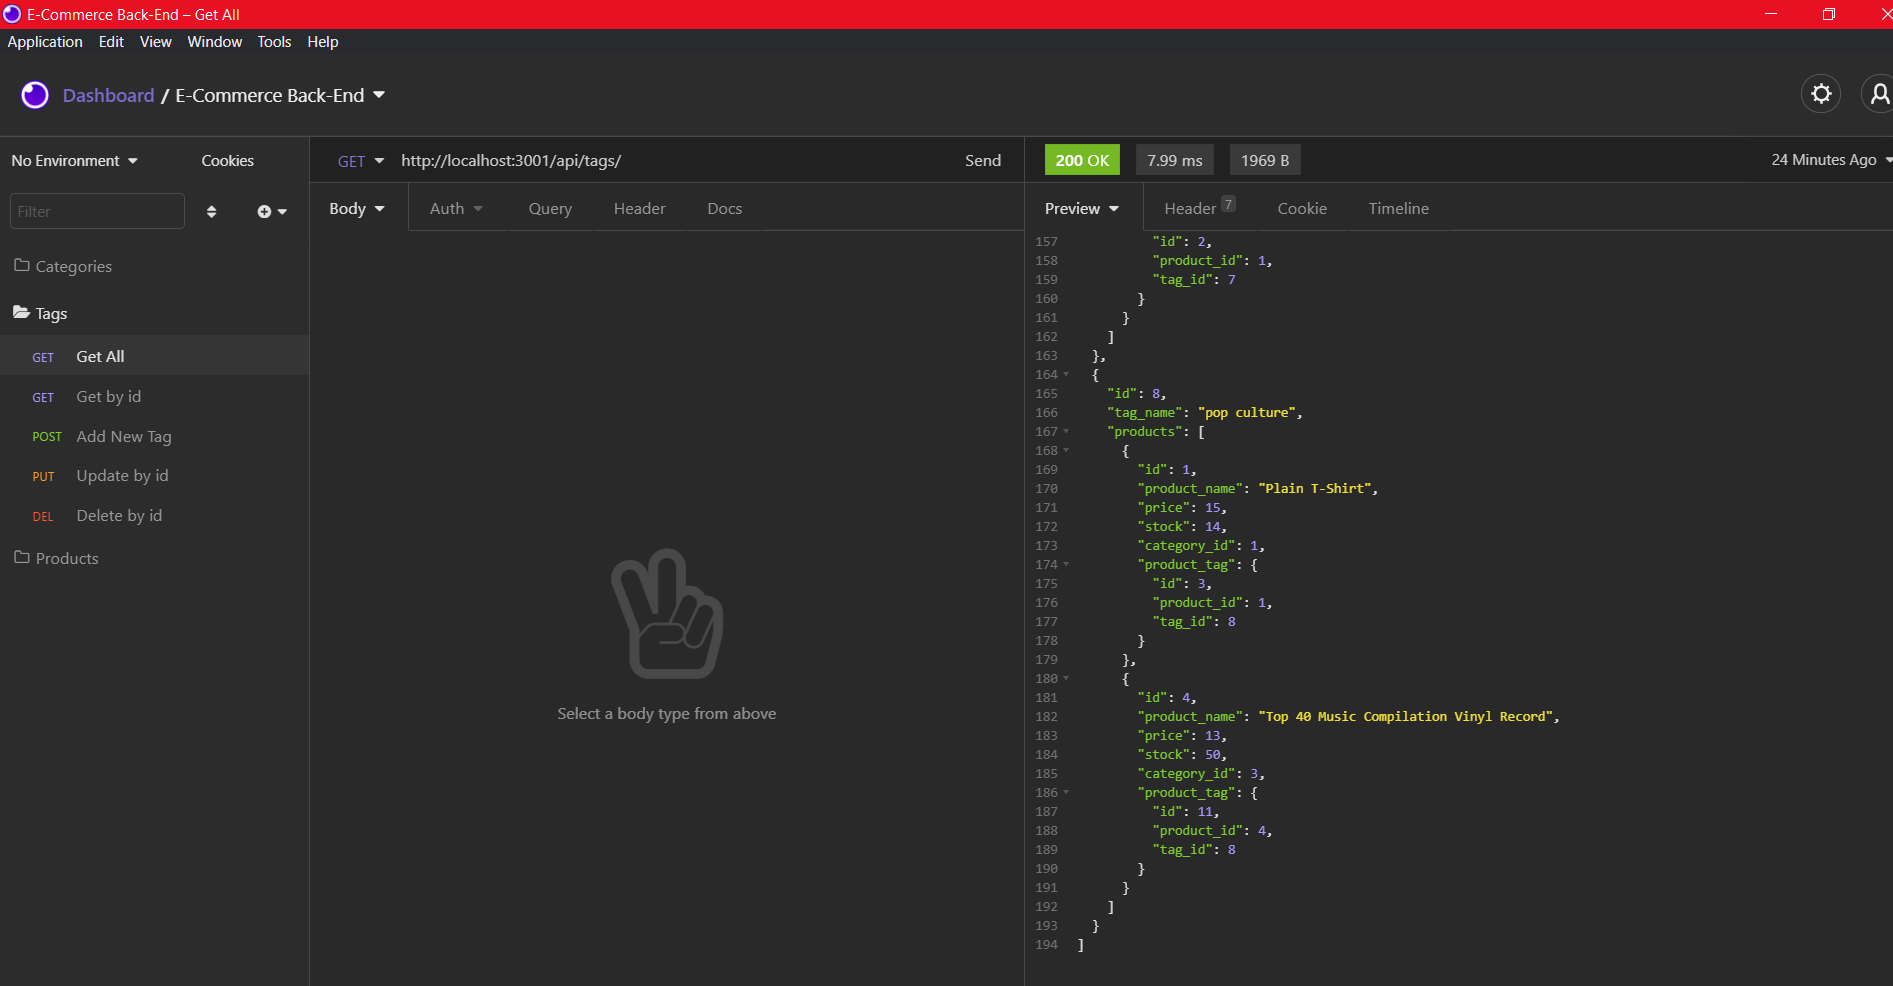 E-Commerce Back-End – Get All
Application Edit View Window Tools Help
Dashboard / E-Commerce Back-End
No Environment Cookies
Filter
Categories
Tags
GET Get All
GET Get by id
POST Add New Tag
PUT Update by id
DEL Delete by id
Products
GET http://localhost:3001/api/tags/ Send
Body Auth Query Header Docs
Select a body type from above
200 OK 7.99 ms 1969 B 24 Minutes Ago
Preview Header 7 Cookie Timeline
157 "id": 2,
158 "product_id": 1,
159 "tag_id": 7
160 }
161 }
162 ]
163 },
164 {
165 "id": 8,
166 "tag_name": "pop culture",
167 "products": [
168 {
169 "id": 1,
170 "product_name": "Plain T-Shirt",
171 "price": 15,
172 "stock": 14,
173 "category_id": 1,
174 "product_tag": {
175 "id": 3,
176 "product_id": 1,
177 "tag_id": 8
178 }
179 },
180 {
181 "id": 4,
182 "product_name": "Top 40 Music Compilation Vinyl Record",
183 "price": 13,
184 "stock": 50,
185 "category_id": 3,
186 "product_tag": {
187 "id": 11,
188 "product_id": 4,
189 "tag_id": 8
190 }
191 }
192 ]
193 }
194 ]